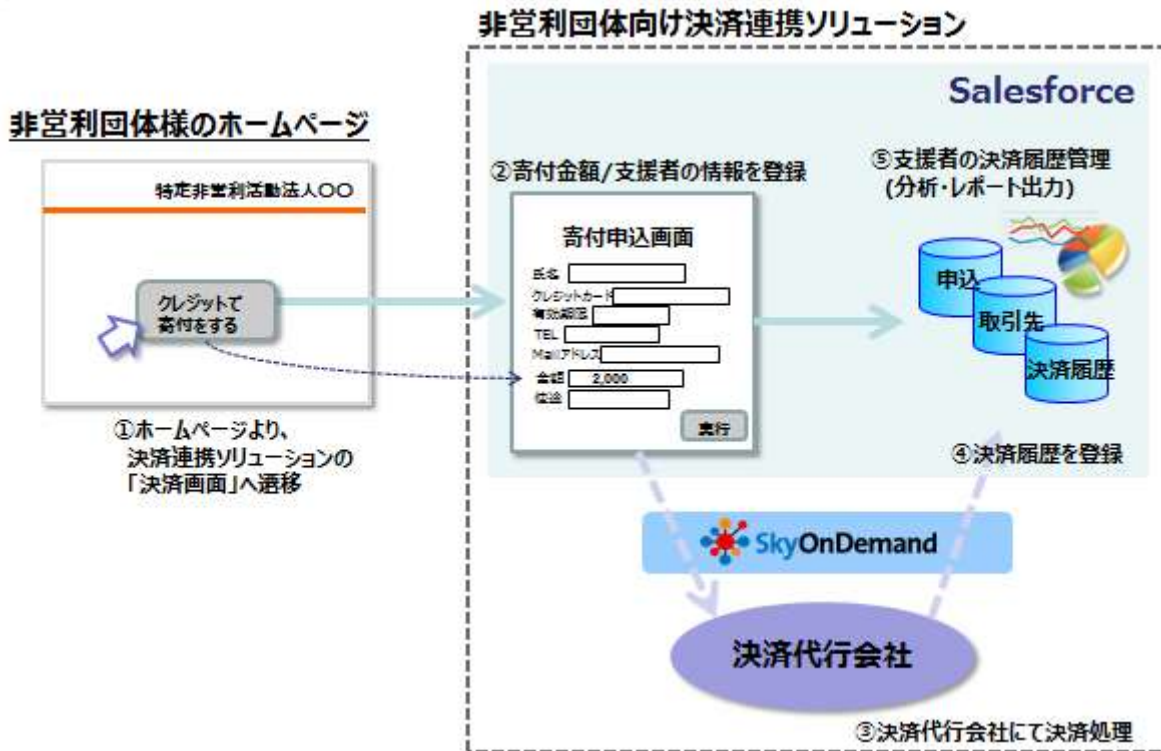 非営利団体向け決済連携ソリューション
Salesforce
非営利団体様のホームページ
特定非営利活動法人〇〇
クレジットで
寄付をする
①ホームページより、
決済連携ソリューションの
「決済画面」へ遷移
②寄付金額/支援者の情報を登録
寄付申込画面
氏名
クレジットカード
有効期限
TEL
Mailアドレス
金額 2,000
使途
実行
⑤支援者の決済履歴管理
(分析・レポート出力)
申込
取引先
決済履歴
④決済履歴を登録
SkyOnDemand
決済代行会社
③決済代行会社にて決済処理